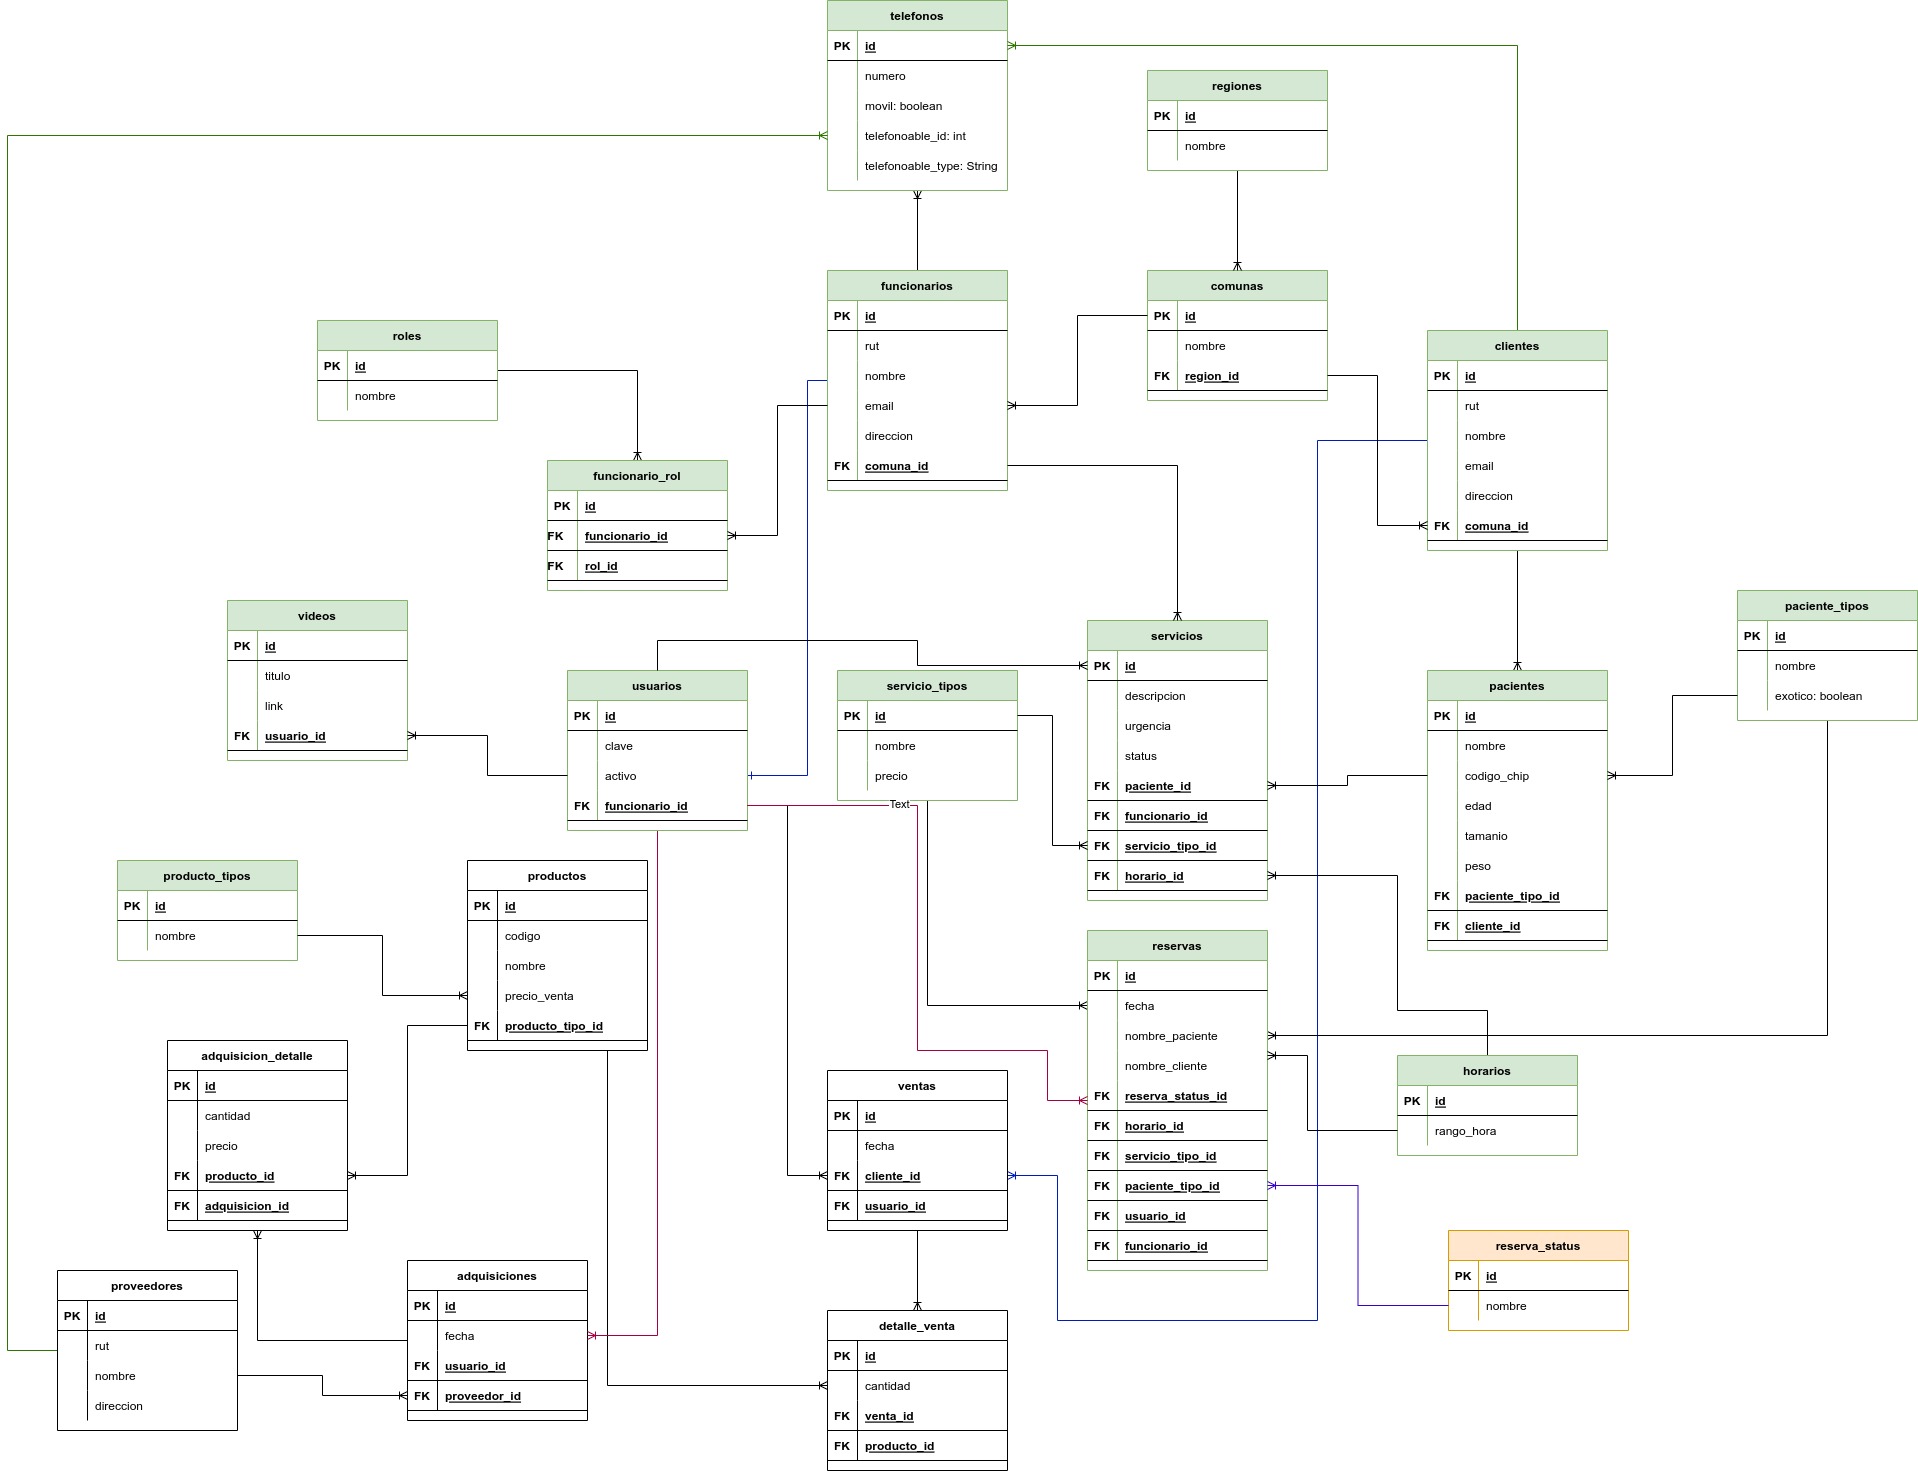 telefonos
PK id
numero
movil: boolean
telefonoable_id: int
telefonoable_type: String
regiones
PK id
nombre
funcionarios
PK id
rut
nombre
email
direccion
FK comuna_id
comunas
PK id
nombre
FK region_id
roles
PK id
nombre
clientes
PK id
rut
nombre
email
direccion
FK comuna_id
funcionario_rol
PK id
FK funcionario_id
FK rol_id
videos
PK id
titulo
link
FK usuario_id
usuarios
PK id
clave
activo
FK funcionario_id
servicio_tipos
PK id
nombre
precio
Text
servicios
PK id
descripcion
urgencia
status
FK paciente_id
FK funcionario_id
FK servicio_tipo_id
FK horario_id
pacientes
PK id
nombre
codigo_chip
edad
tamanio
peso
FK paciente_tipo_id
FK cliente_id
paciente_tipos
PK id
nombre
exotico: boolean
producto_tipos
PK id
nombre
productos
PK id
codigo
nombre
precio_venta
FK producto_tipo_id
reservas
PK id
fecha
nombre_paciente
nombre_cliente
FK reserva_status_id
FK horario_id
FK servicio_tipo_id
FK paciente_tipo_id
FK usuario_id
FK funcionario_id
adquisicion_detalle
PK id
cantidad
precio
FK producto_id
FK adquisicion_id
ventas
PK id
fecha
FK cliente_id
FK usuario_id
horarios
PK id
rango_hora
reserva_status
PK id
nombre
proveedores
PK id
rut
nombre
direccion
adquisiciones
PK id
fecha
FK usuario_id
FK proveedor_id
detalle_venta
PK id
cantidad
FK venta_id
FK producto_id